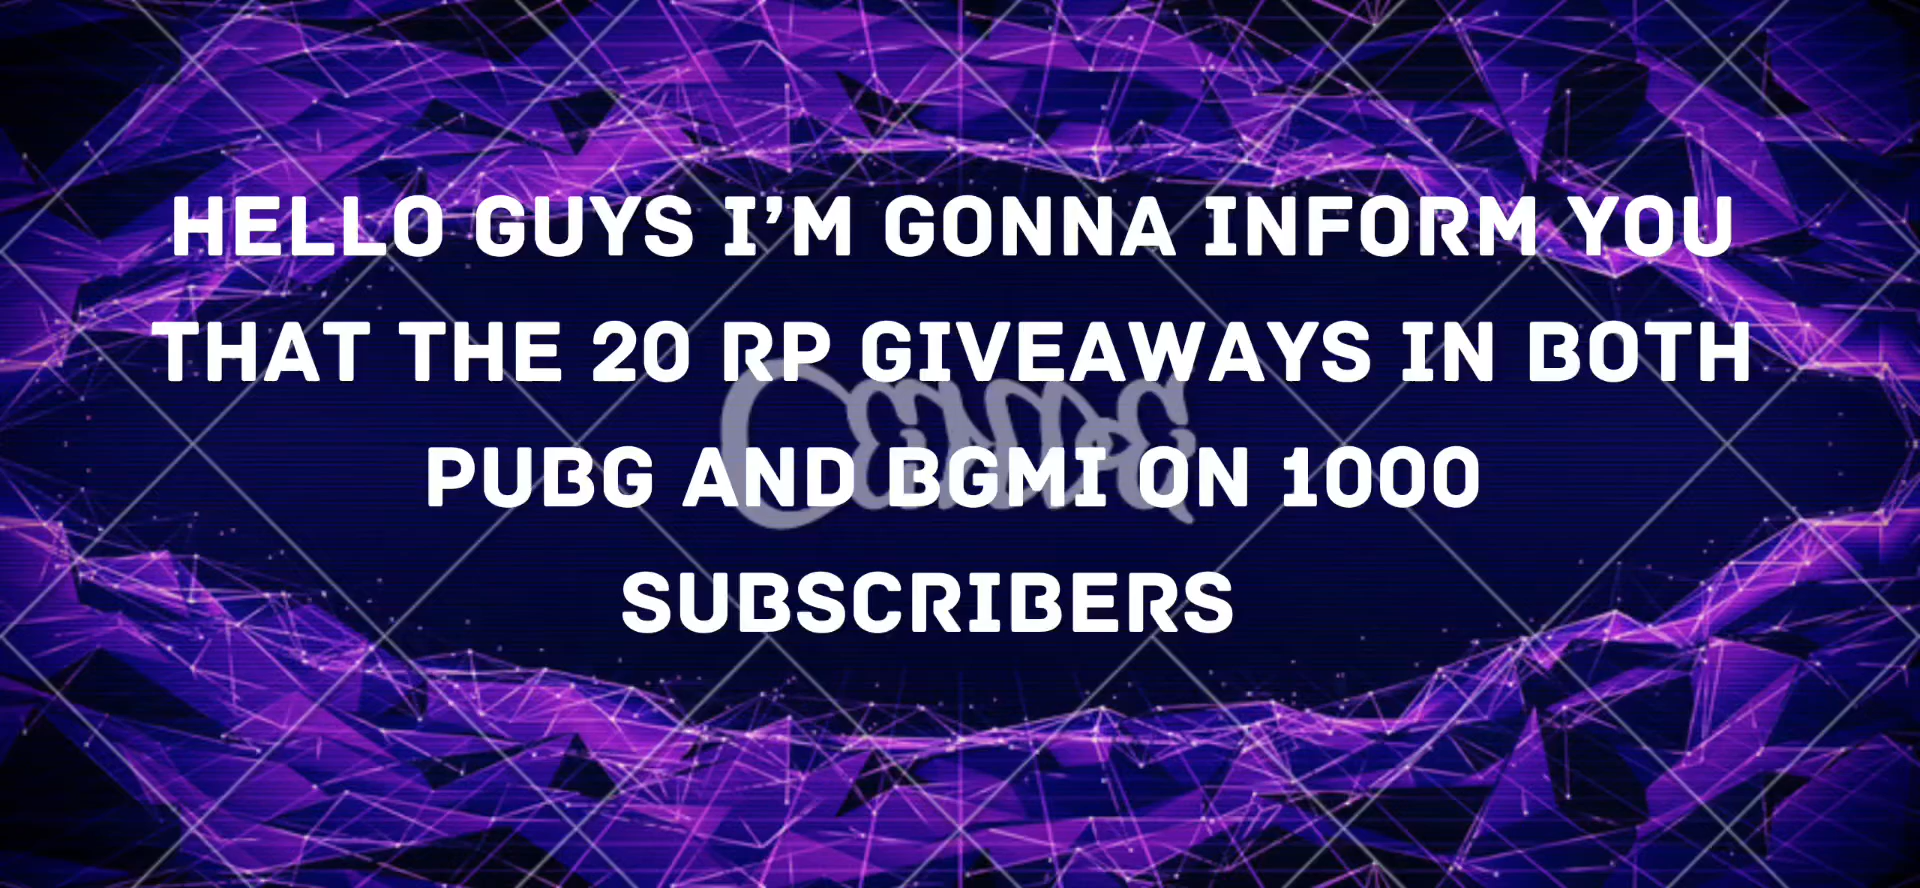 HELLO GUYS I'M GONNA INFORM YOU
THAT THE 20 RP GIVEAWAYS IN BOTH
PUBG AND BGMI ON 1000
SUBSCRIBERS